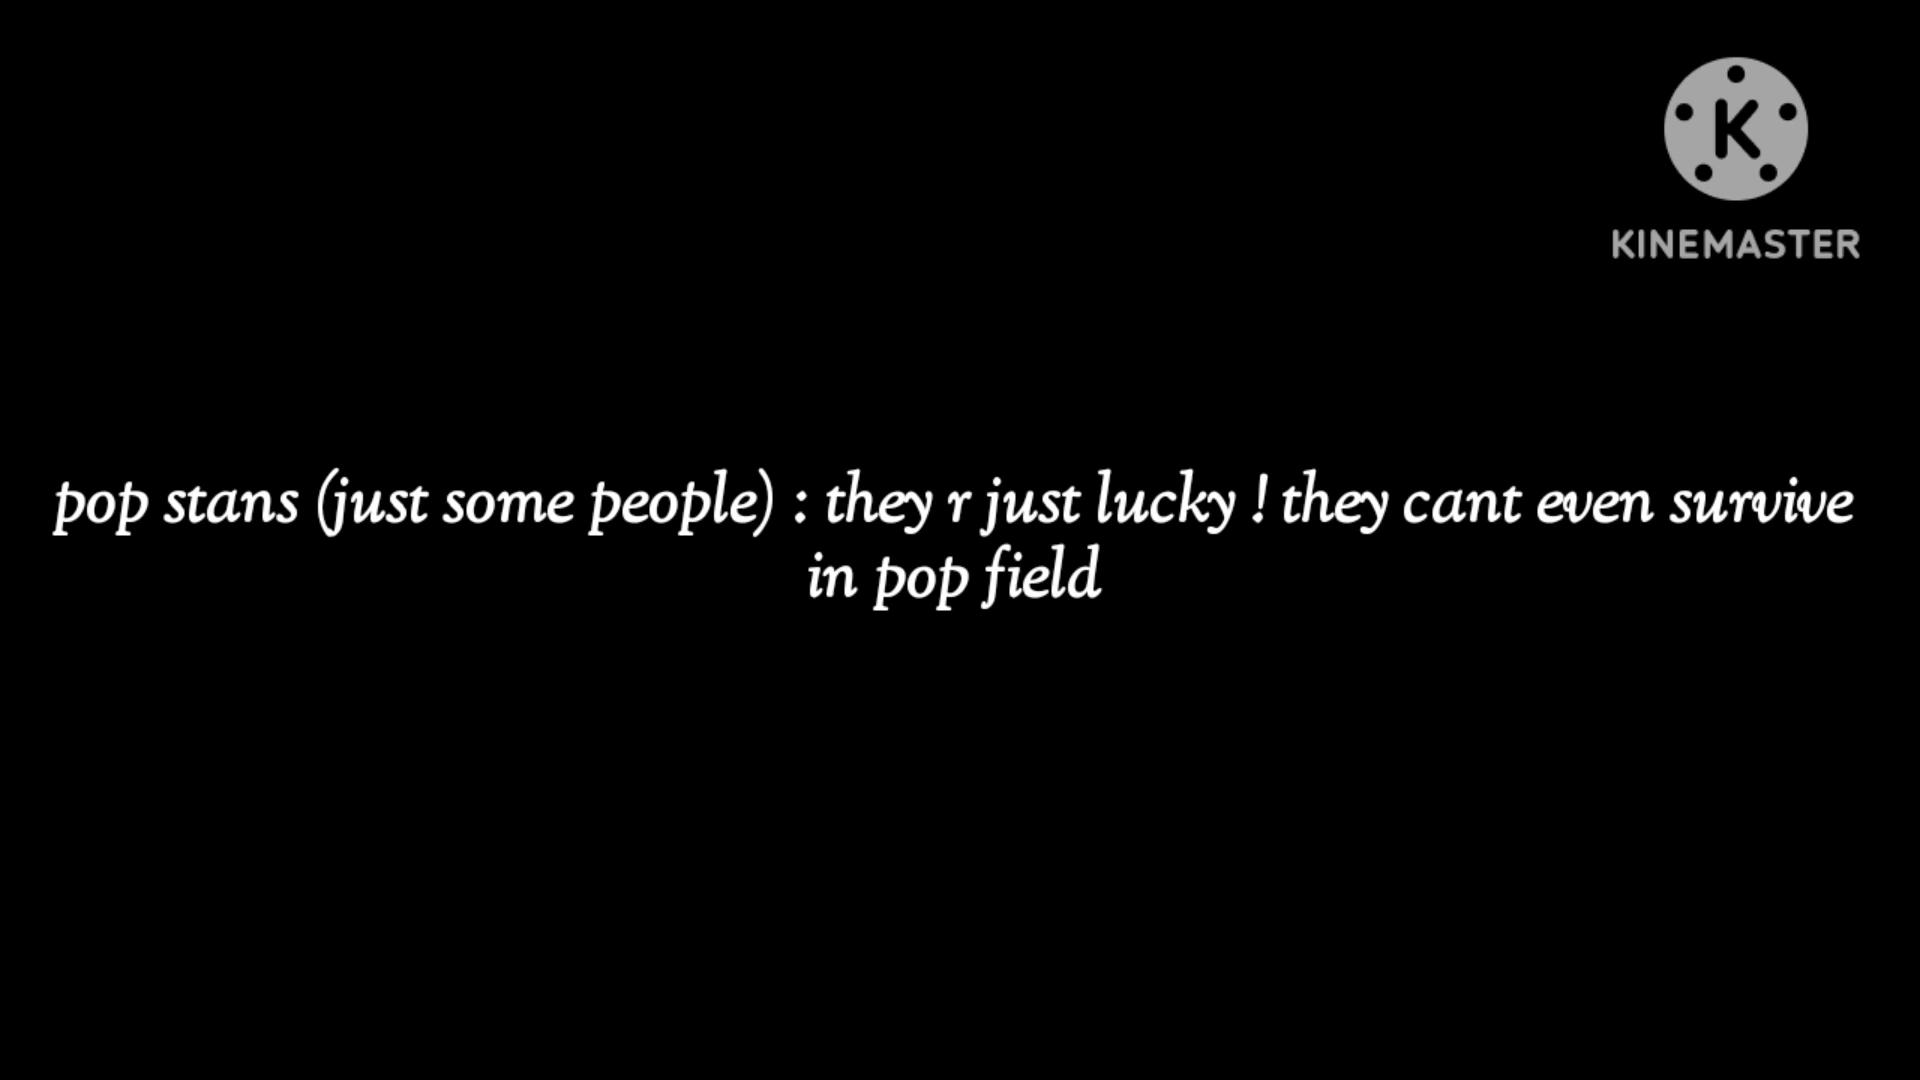 K
KINEMASTER
pop stans (just some people) : they r just lucky ! they cant even survive
in pop field